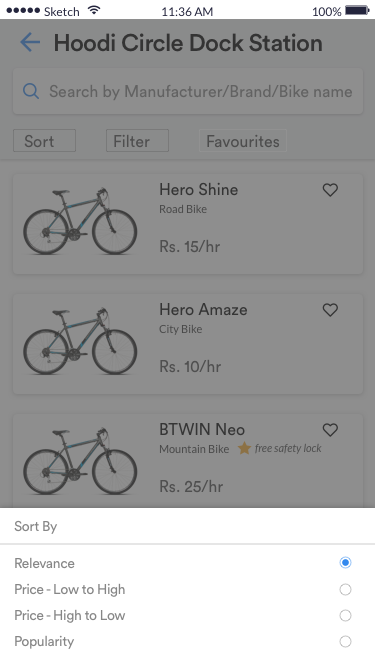 Sketch 11:36 AM 100%
Hoodi Circle Dock Station
Search by Manufacturer/Brand/Bike name
Sort Filter Favourites
Hero Shine
Road Bike
Rs. 15/hr
Hero Amaze
City Bike
Rs. 10/hr
BTWIN Neo
Mountain Bike free safety lock
Rs. 25/hr
Sort By
Relevance
Price - Low to High
Price - High to Low
Popularity